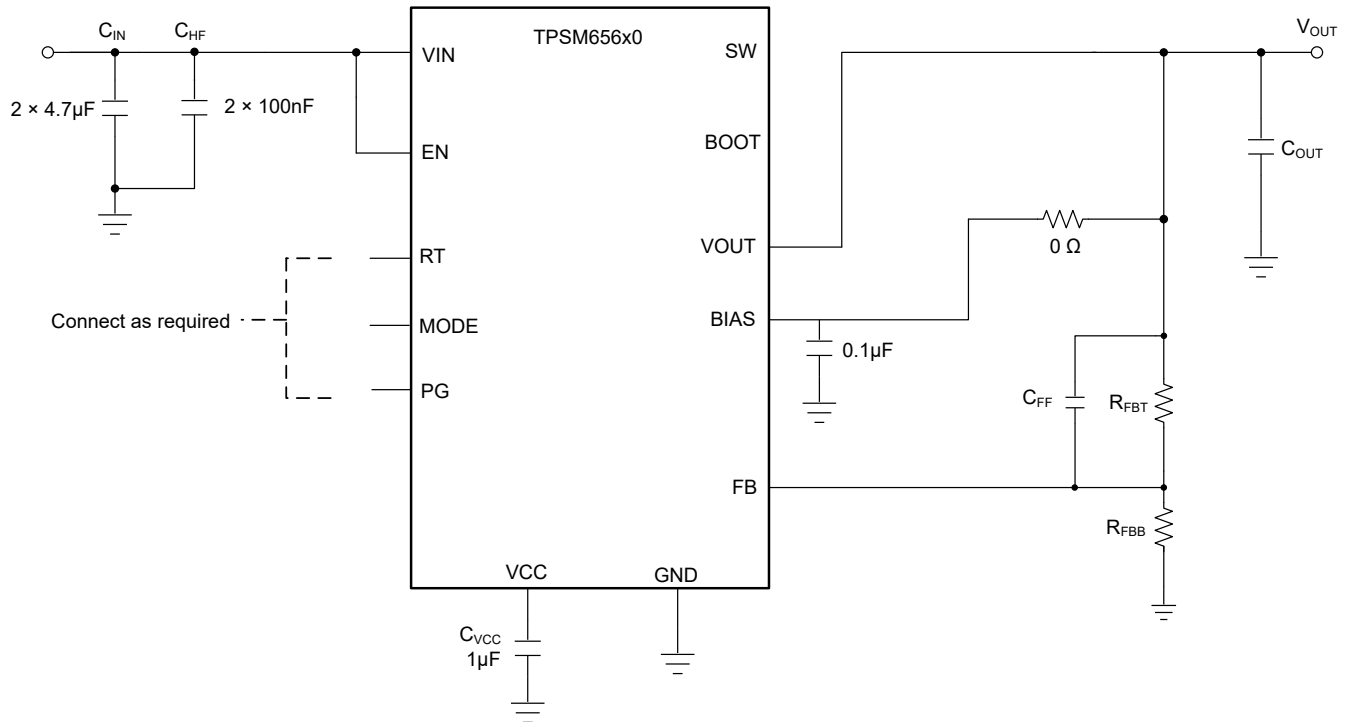 C_IN
C_HF
2 × 4.7µF
2 × 100nF
TPSM656x0
VIN
EN
RT
MODE
PG
Connect as required
SW
BOOT
VOUT
BIAS
FB
VCC
GND
V_OUT
C_OUT
0 Ω
0.1µF
C_FF
R_FBT
R_FBB
C_VCC
1µF